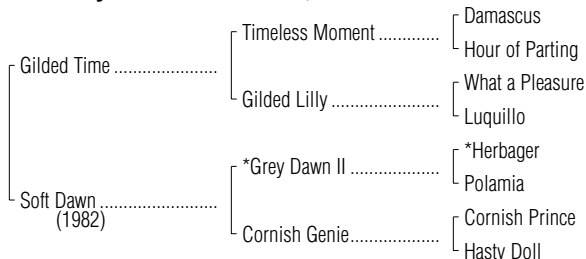 Damascus
Timeless Moment ..................
Hour of Parting
Gilded Time ......................
What a Pleasure
Gilded Lilly ........................
Luquillo
*Herbager
*Grey Dawn II ....................
Polamia
Soft Dawn .........................
(1982)
Cornish Prince
Cornish Genie.....................
Hasty Doll